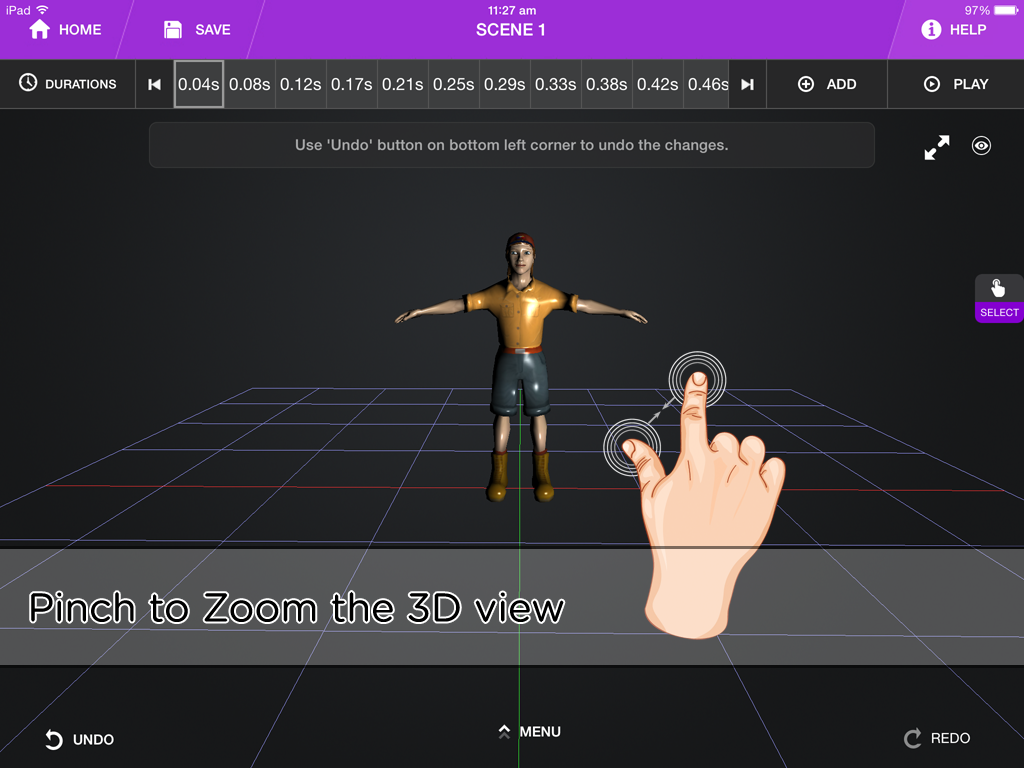 iPad 11:27 am 97%
HOME SAVE SCENE 1 HELP
DURATIONS 0.04s 0.08s 0.12s 0.17s 0.21s 0.25s 0.29s 0.33s 0.38s 0.42s 0.46s ADD PLAY
Use 'Undo' button on bottom left corner to undo the changes.
SELECT
Pinch to Zoom the 3D view
UNDO MENU REDO